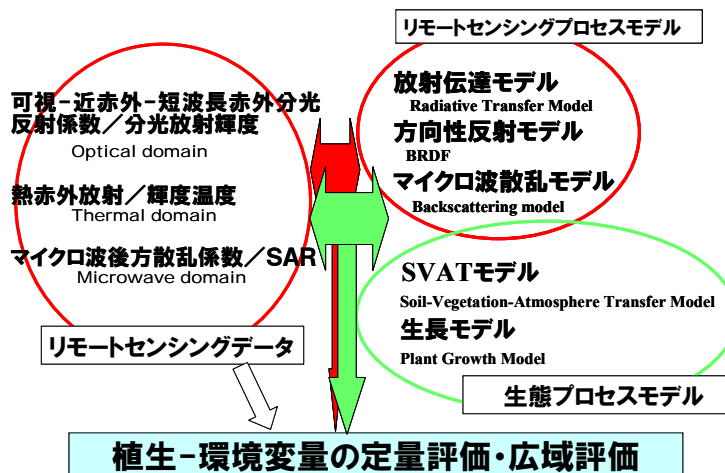 リモートセンシングプロセスモデル
可視-近赤外-短波長赤外分光
反射係数/分光放射輝度
Optical domain
熱赤外放射/輝度温度
Thermal domain
マイクロ波後方散乱係数/SAR
Microwave domain
リモートセンシングデータ
放射伝達モデル
Radiative Transfer Model
方向性反射モデル
BRDF
マイクロ波散乱モデル
Backscattering model
SVATモデル
Soil-Vegetation-Atmosphere Transfer Model
生長モデル
Plant Growth Model
生態プロセスモデル
植生-環境変量の定量評価・広域評価